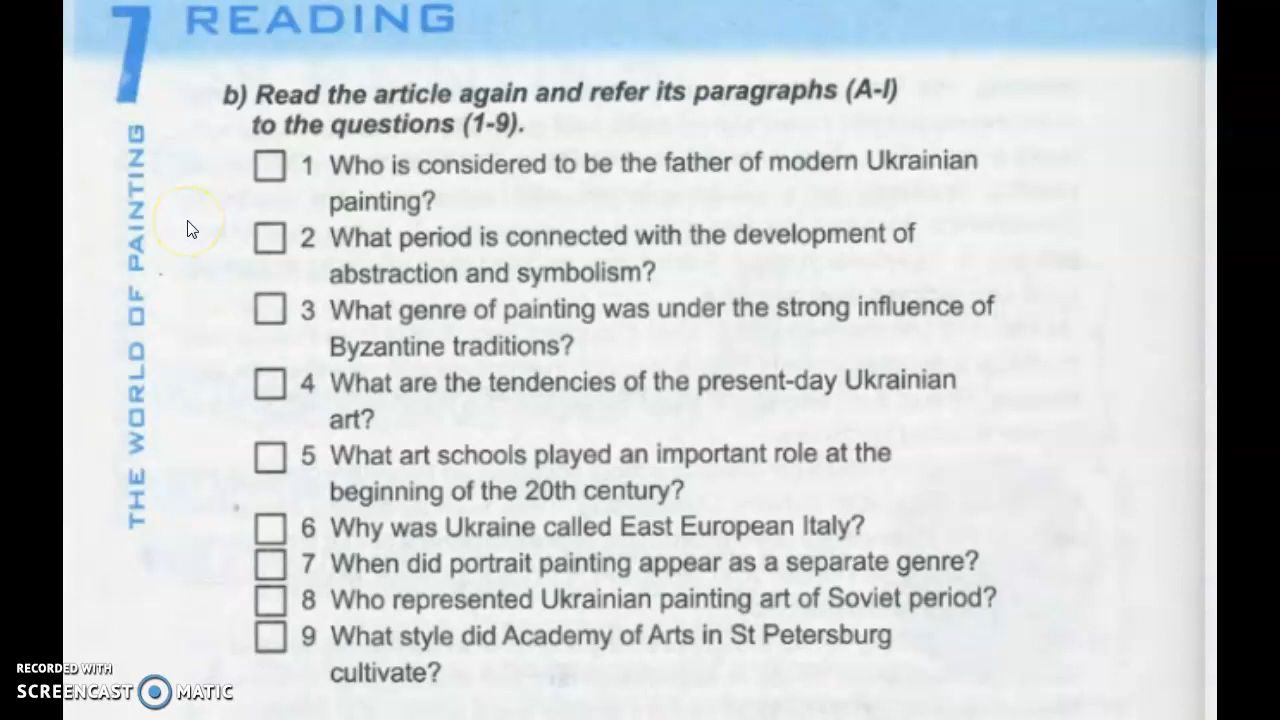 7 READING
b) Read the article again and refer its paragraphs (A-I)
to the questions (1-9).
1 Who is considered to be the father of modern Ukrainian
painting?
2 What period is connected with the development of
abstraction and symbolism?
3 What genre of painting was under the strong influence of
Byzantine traditions?
4 What are the tendencies of the present-day Ukrainian
art?
5 What art schools played an important role at the
beginning of the 20th century?
6 Why was Ukraine called East European Italy?
7 When did portrait painting appear as a separate genre?
8 Who represented Ukrainian painting art of Soviet period?
9 What style did Academy of Arts in St Petersburg
cultivate?
THE WORLD OF PAINTING
RECORDED WITH
SCREENCAST MATIC